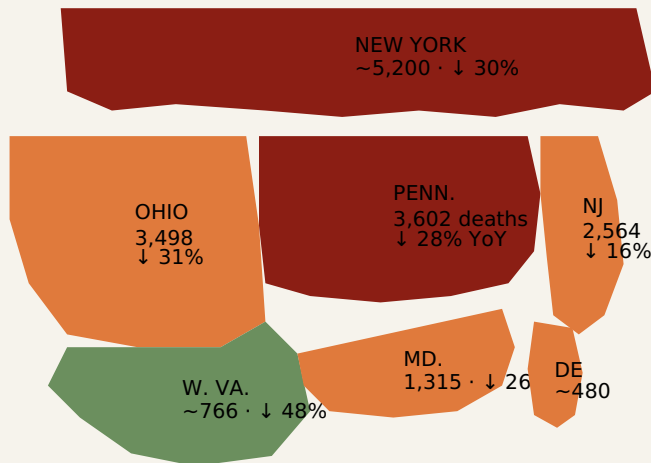 NEW YORK
~5,200 · ↓ 30%
PENN.
3,602 deaths
↓ 28% YoY
OHIO
3,498
↓ 31%
NJ
2,564
↓ 16%
MD.
1,315 · ↓ 26
DE
~480
W. VA.
~766 · ↓ 48%